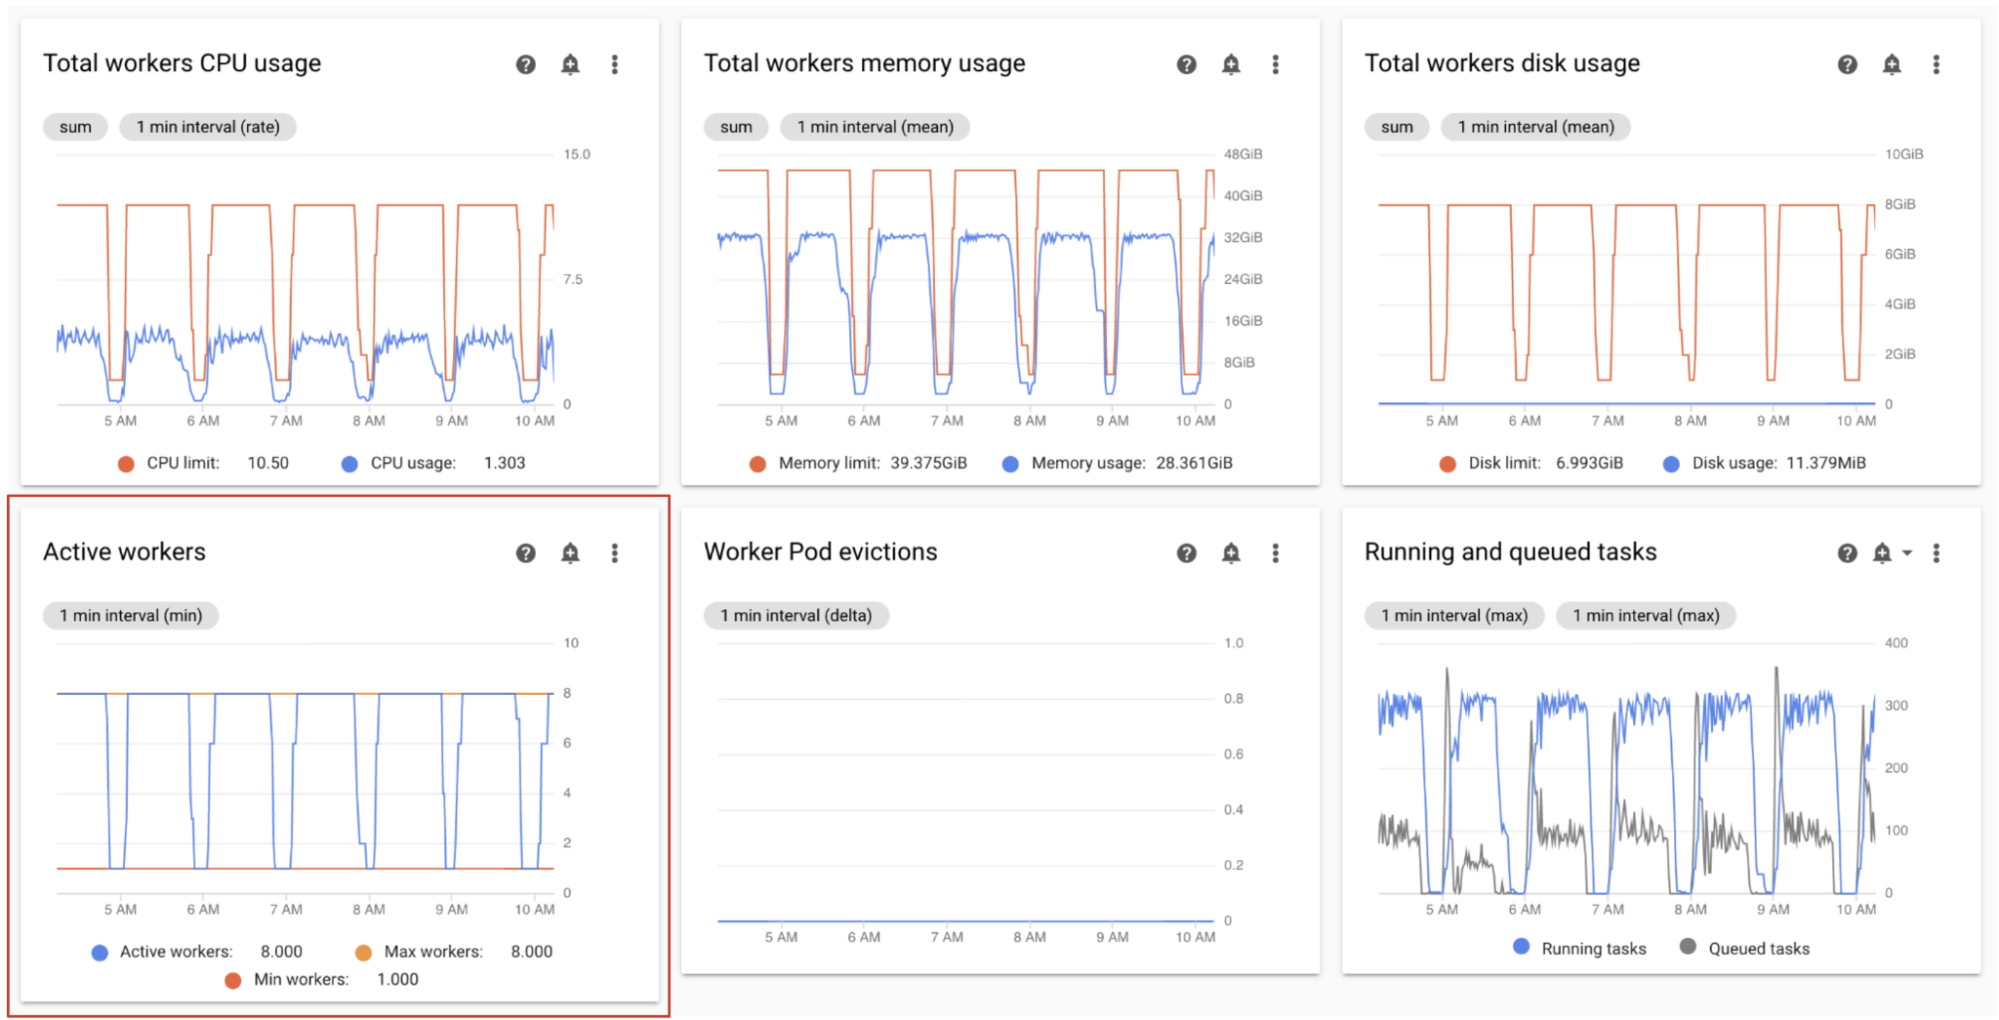 Total workers CPU usage
sum
1 min interval (rate)
15.0
7.5
0
5 AM 6 AM 7 AM 8 AM 9 AM 10 AM
CPU limit: 10.50 CPU usage: 1.303
Total workers memory usage
sum
1 min interval (mean)
48GiB
40GiB
32GiB
24GiB
16GiB
8GiB
0
5 AM 6 AM 7 AM 8 AM 9 AM 10 AM
Memory limit: 39.375GiB Memory usage: 28.361GiB
Total workers disk usage
sum
1 min interval (mean)
10GiB
8GiB
6GiB
4GiB
2GiB
0
5 AM 6 AM 7 AM 8 AM 9 AM 10 AM
Disk limit: 6.993GiB Disk usage: 11.379MiB
Active workers
1 min interval (min)
10
8
6
4
2
0
5 AM 6 AM 7 AM 8 AM 9 AM 10 AM
Active workers: 8.000 Max workers: 8.000
Min workers: 1.000
Worker Pod evictions
1 min interval (delta)
1.0
0.8
0.6
0.4
0.2
0
5 AM 6 AM 7 AM 8 AM 9 AM 10 AM
Running and queued tasks
1 min interval (max)
1 min interval (max)
400
300
200
100
0
5 AM 6 AM 7 AM 8 AM 9 AM 10 AM
Running tasks Queued tasks